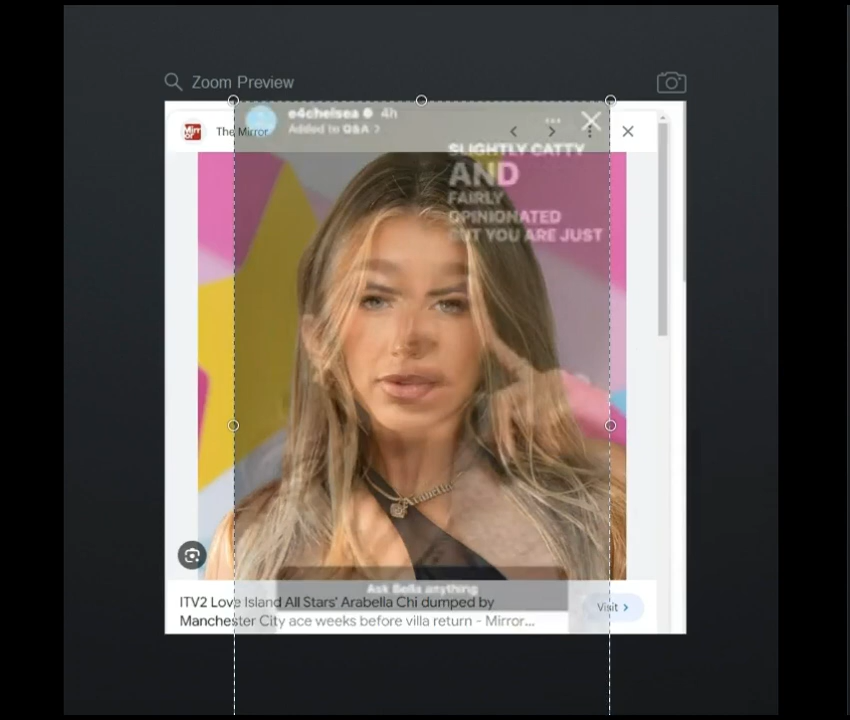 Zoom Preview
The Mirror
e4chelsea 4h
Added to Q&A >
SLIGHTLY CATTY
AND
FAIRLY
OPINIONATED
BUT YOU ARE JUST
Arabella
Ask Bella anything
ITV2 Love Island All Stars' Arabella Chi dumped by
Manchester City ace weeks before villa return - Mirror...
Visit >